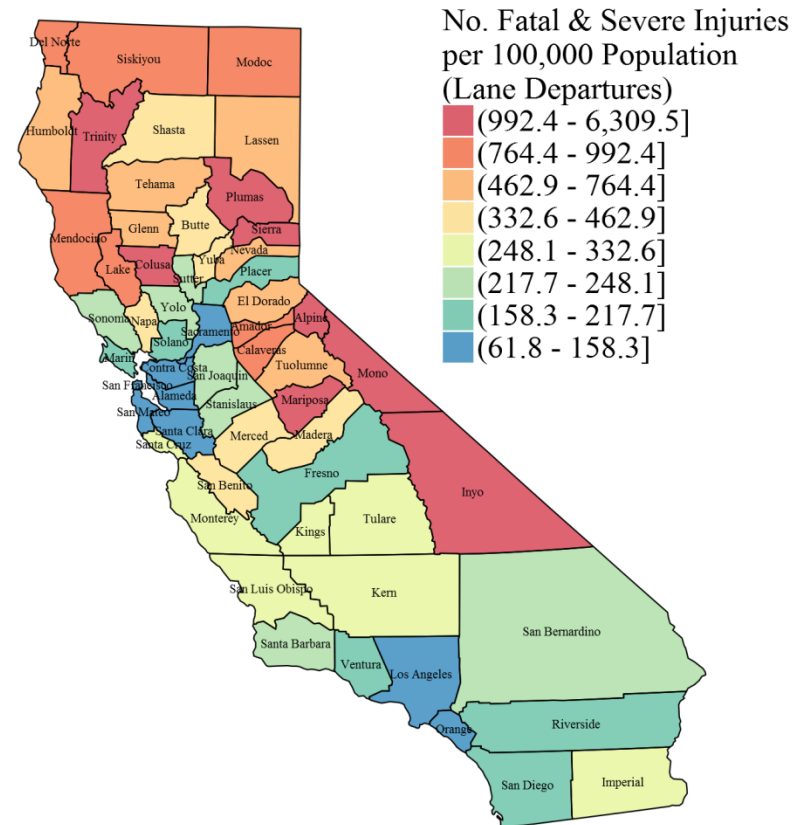 No. Fatal & Severe Injuries
per 100,000 Population
(Lane Departures)
(992.4 - 6,309.5]
(764.4 - 992.4]
(462.9 - 764.4]
(332.6 - 462.9]
(248.1 - 332.6]
(217.7 - 248.1]
(158.3 - 217.7]
(61.8 - 158.3]
Del Norte
Siskiyou
Modoc
Humboldt
Trinity
Shasta
Lassen
Tehama
Plumas
Mendocino
Glenn
Butte
Sierra
Lake
Colusa
Sutter
Yuba
Nevada
Placer
Sonoma
Napa
Yolo
Sacramento
El Dorado
Amador
Alpine
Marin
Solano
Calaveras
Contra Costa
San Joaquin
Tuolumne
Mono
San Francisco
Alameda
Stanislaus
Mariposa
San Mateo
Santa Clara
Santa Cruz
Merced
Madera
San Benito
Fresno
Inyo
Monterey
Kings
Tulare
San Luis Obispo
Kern
San Bernardino
Santa Barbara
Ventura
Los Angeles
Orange
Riverside
San Diego
Imperial